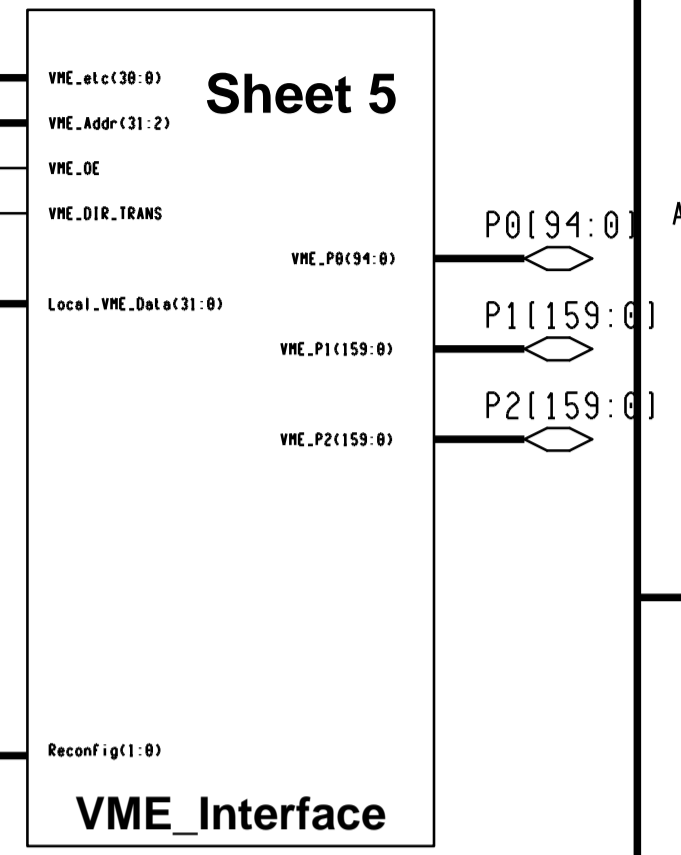 VME_etc(30:0)
Sheet 5
VME_Addr(31:2)
VME_OE
VME_DIR_TRANS
P0[94:0]
A
VME_P0(94:0)
Local_VME_Data(31:0)
P1[159:0]
VME_P1(159:0)
P2[159:0]
VME_P2(159:0)
Reconfig(1:0)
VME_Interface